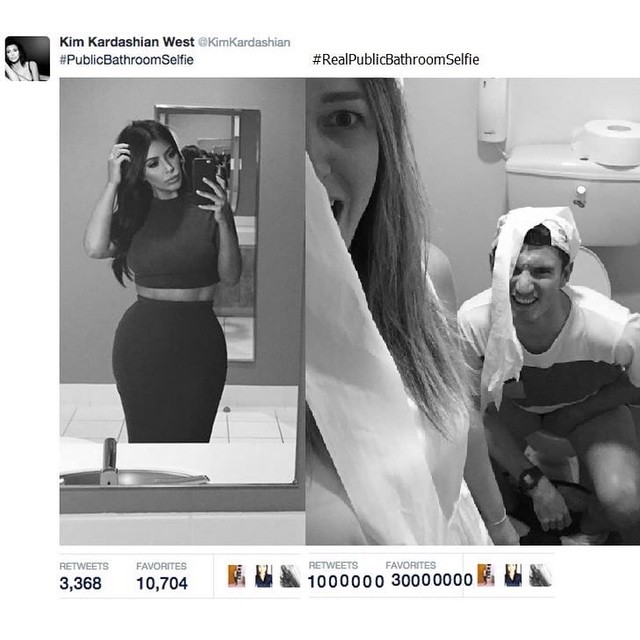 Kim Kardashian West @KimKardashian
#PublicBathroomSelfie
#RealPublicBathroomSelfie
RETWEETS FAVORITES
3,368 10,704
RETWEETS FAVORITES
1000000 30000000